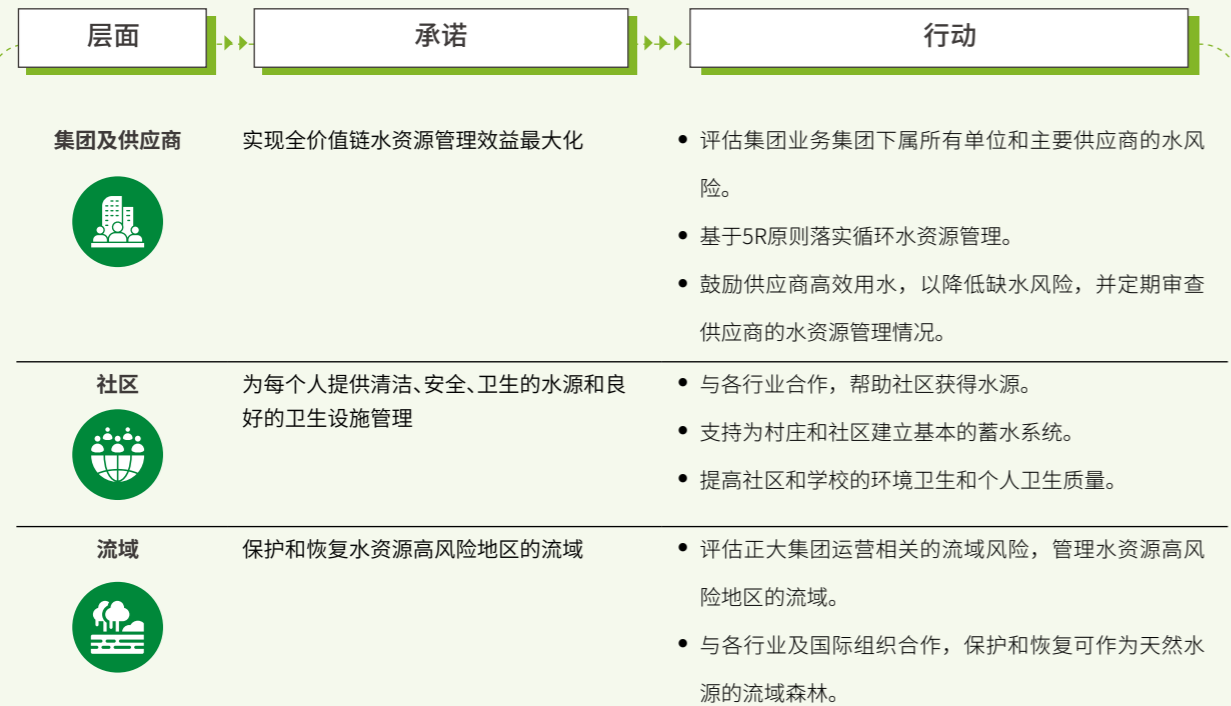 层面
承诺
行动
集团及供应商
实现全价值链水资源管理效益最大化
• 评估集团业务集团下属所有单位和主要供应商的水风
险。
• 基于5R原则落实循环水资源管理。
• 鼓励供应商高效用水，以降低缺水风险，并定期审查
供应商的水资源管理情况。
社区
为每个人提供清洁、安全、卫生的水源和良
好的卫生设施管理
• 与各行业合作，帮助社区获得水源。
• 支持为村庄和社区建立基本的蓄水系统。
• 提高社区和学校的环境卫生和个人卫生质量。
流域
保护和恢复水资源高风险地区的流域
• 评估正大集团运营相关的流域风险，管理水资源高风
险地区的流域。
• 与各行业及国际组织合作，保护和恢复可作为天然水
源的流域森林。